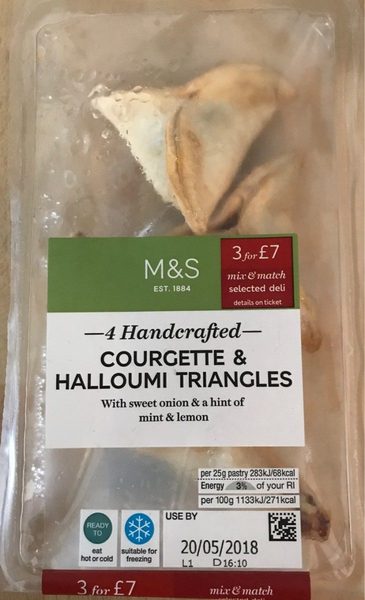 M&S
EST. 1884
3 for £7
mix & match
selected deli
details on ticket
—4 Handcrafted—
COURGETTE &
HALLOUMI TRIANGLES
With sweet onion & a hint of
mint & lemon
per 25g pastry 283kJ/68kcal
Energy 3% of your RI
per 100g 1133kJ/271kcal
READY
TO
eat
hot or cold
suitable for
freezing
USE BY
20/05/2018
L1 D 16:10
3 for £7
mix & match